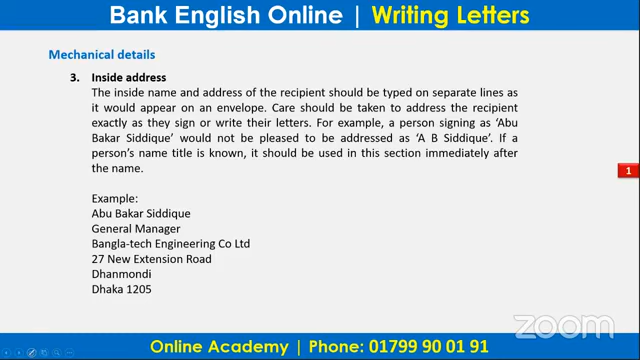 Bank English Online | Writing Letters
Mechanical details
3. Inside address
The inside name and address of the recipient should be typed on separate lines as
it would appear on an envelope. Care should be taken to address the recipient
exactly as they sign or write their letters. For example, a person signing as ‘Abu
Bakar Siddique’ would not be pleased to be addressed as ‘A B Siddique’. If a
person’s name title is known, it should be used in this section immediately after
the name.
1
Example:
Abu Bakar Siddique
General Manager
Bangla-tech Engineering Co Ltd
27 New Extension Road
Dhanmondi
Dhaka 1205
zoom
Online Academy | Phone: 01799 90 01 91